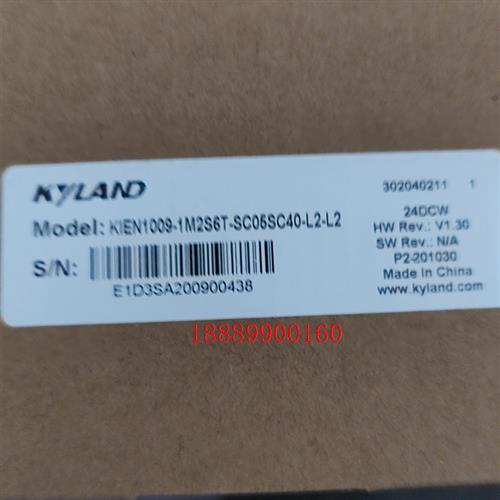 KYLAND
302040211 1
Model: KIEN1009-1M2S6T-SC05SC40-L2-L2
24DCW
HW Rev.: V1.30
S/N:
SW Rev.: N/A
P2-201030
E1D3SA200900438
Made In China
www.kyland.com
18889900160